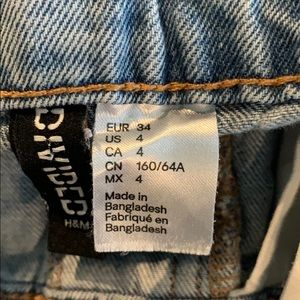 DIVIDED
H&M
EUR 34
US 4
CA 4
CN 160/64A
MX 4
Made in
Bangladesh
Fabriqué en
Bangladesh